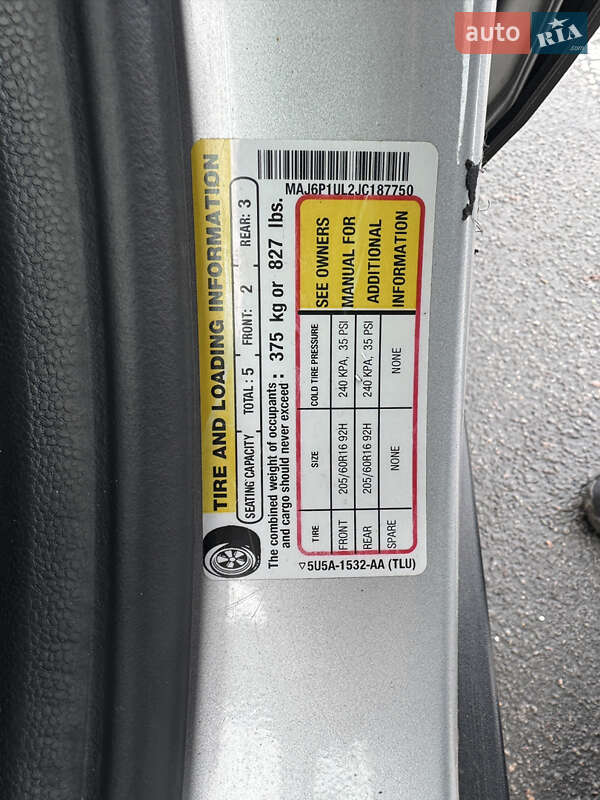 auto RIA .com
MAJ6P1UL2JC187750
TIRE AND LOADING INFORMATION
SEATING CAPACITY TOTAL : 5 FRONT: 2 REAR: 3
The combined weight of occupants
and cargo should never exceed : 375 kg or 827 lbs.
TIRE SIZE COLD TIRE PRESSURE
FRONT 205/60R16 92H 240 KPA, 35 PSI
REAR 205/60R16 92H 240 KPA, 35 PSI
SPARE NONE NONE
SEE OWNERS
MANUAL FOR
ADDITIONAL
INFORMATION
5U5A-1532-AA (TLU)